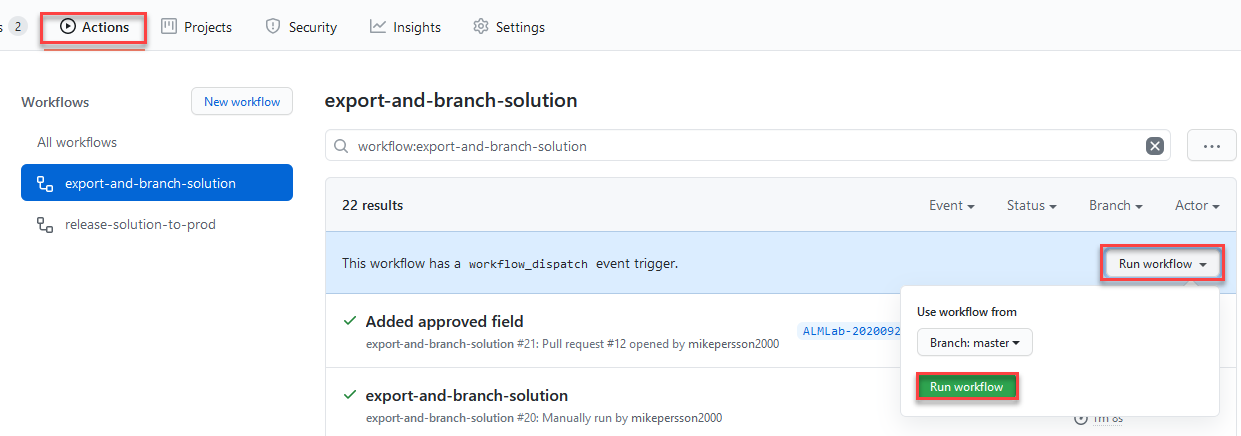 s 2 Actions Projects Security Insights Settings
Workflows New workflow
All workflows
export-and-branch-solution
release-solution-to-prod
export-and-branch-solution
workflow:export-and-branch-solution
22 results Event Status Branch Actor
This workflow has a workflow_dispatch event trigger. Run workflow
Use workflow from
Branch: master
Run workflow
Added approved field
export-and-branch-solution #21: Pull request #12 opened by mikepersson2000
ALMLab-2020092
export-and-branch-solution
export-and-branch-solution #20: Manually run by mikepersson2000
1m 8s